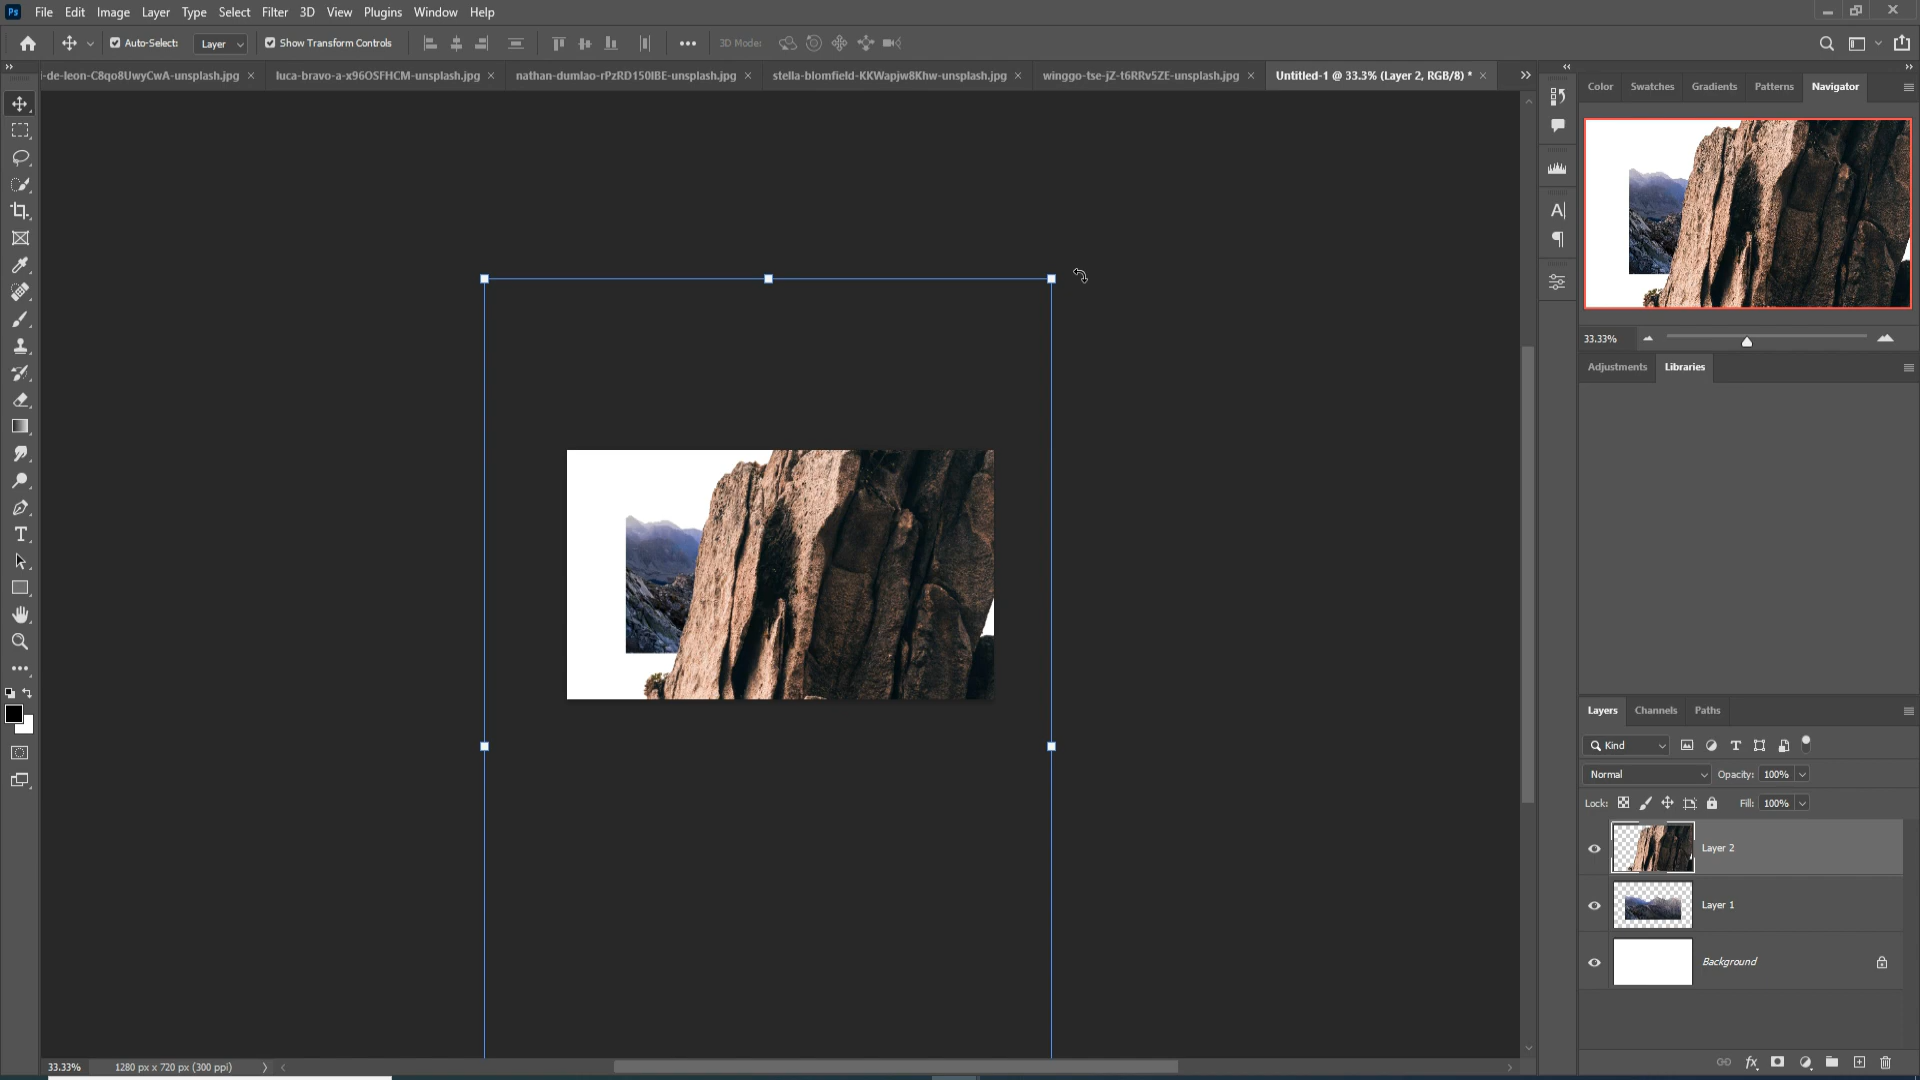 Ps File Edit Image Layer Type Select Filter 3D View Plugins Window Help
Auto-Select: Layer Show Transform Controls 3D Mode:
-de-leon-C8qo8UwyCwA-unsplash.jpg luca-bravo-a-x96OSFHCM-unsplash.jpg nathan-dumlao-rPzRD150IBE-unsplash.jpg stella-blomfield-KKWapjw8Khw-unsplash.jpg winggo-tse-jZ-t6RRv5ZE-unsplash.jpg Untitled-1 @ 33.3% (Layer 2, RGB/8) *
Color Swatches Gradients Patterns Navigator
33.33%
Adjustments Libraries
Layers Channels Paths
Kind
Normal Opacity: 100%
Lock: Fill: 100%
Layer 2
Layer 1
Background
33.33% 1280 px x 720 px (300 ppi)